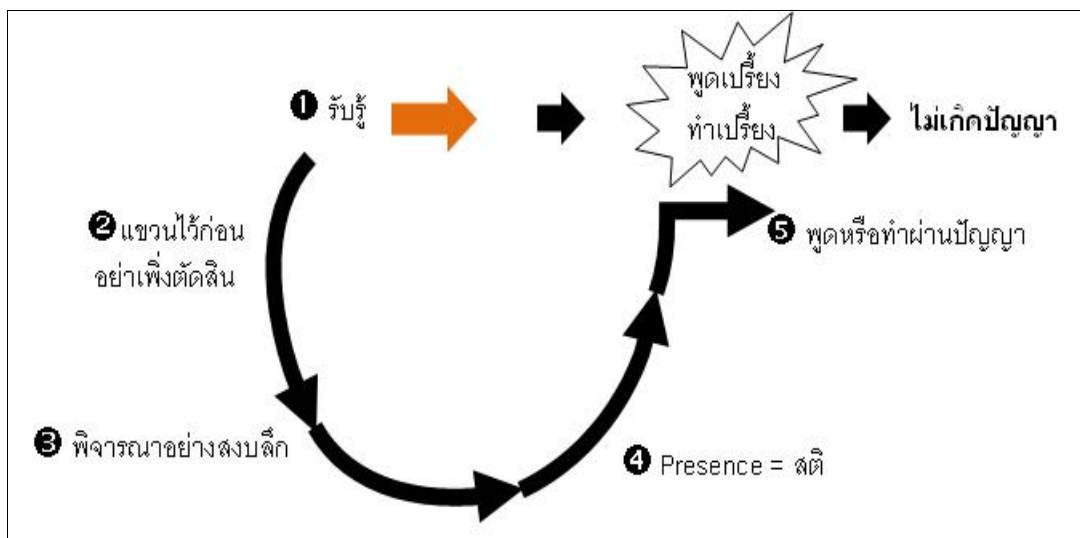 ❶ รับรู้
พูดเปรี้ยง
ทำเปรี้ยง
ไม่เกิดปัญญา
❷ แขวนไว้ก่อน
อย่าเพิ่งตัดสิน
❺ พูดหรือทำผ่านปัญญา
❸ พิจารณาอย่างสงบลึก
❹ Presence = สติ